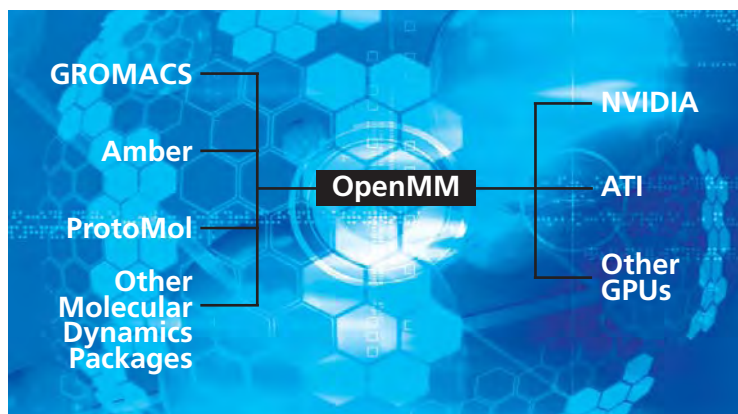 GROMACS
Amber
ProtoMol
Other
Molecular
Dynamics
Packages
OpenMM
NVIDIA
ATI
Other
GPUs